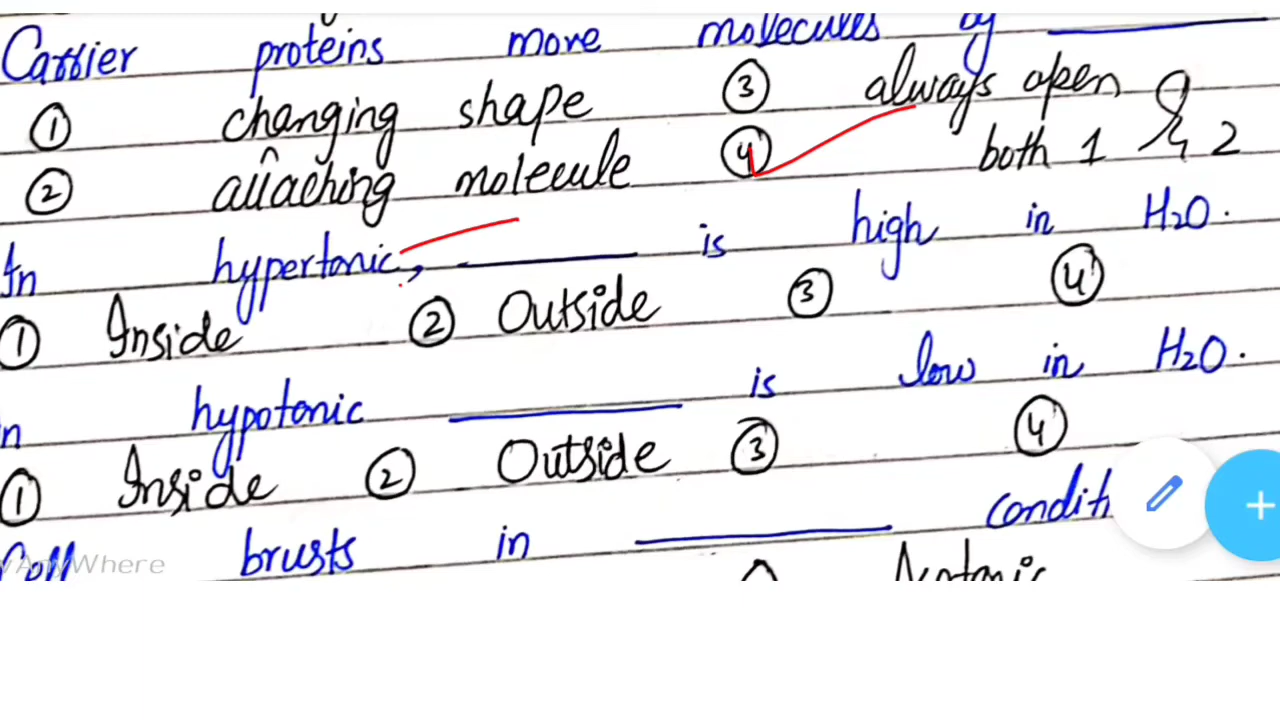 Carrier proteins move molecules by
① changing shape ③ always open
② attaching molecule ④ both 1 & 2
In hypertonic, is high in H2O.
① Inside ② Outside ③ ④
n hypotonic is low in H2O.
① Inside ② Outside ③ ④
Cell brusts in condit
yAnyWhere